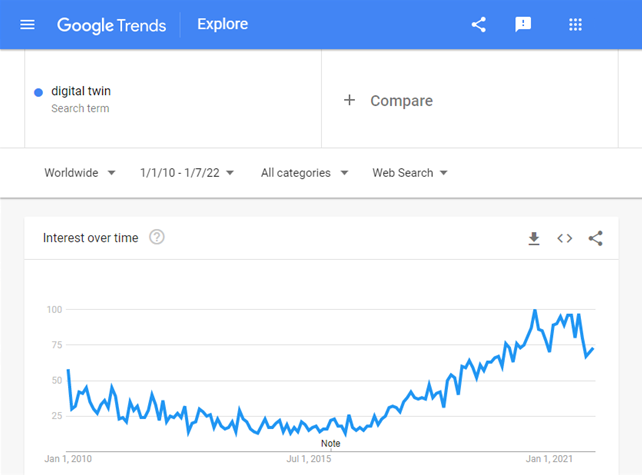 Google Trends Explore
digital twin
Search term
+ Compare
Worldwide 1/1/10 - 1/7/22 All categories Web Search
Interest over time ?
100
75
50
25
Note
Jan 1, 2010 Jul 1, 2015 Jan 1, 2021